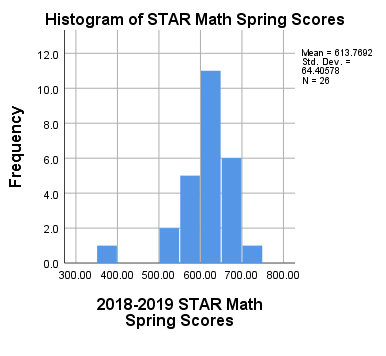 Histogram of STAR Math Spring Scores
Mean = 613.7692
Std. Dev. =
64.40578
N = 26
12.0
10.0
8.0
6.0
4.0
2.0
0.0
Frequency
300.00 400.00 500.00 600.00 700.00 800.00
2018-2019 STAR Math
Spring Scores